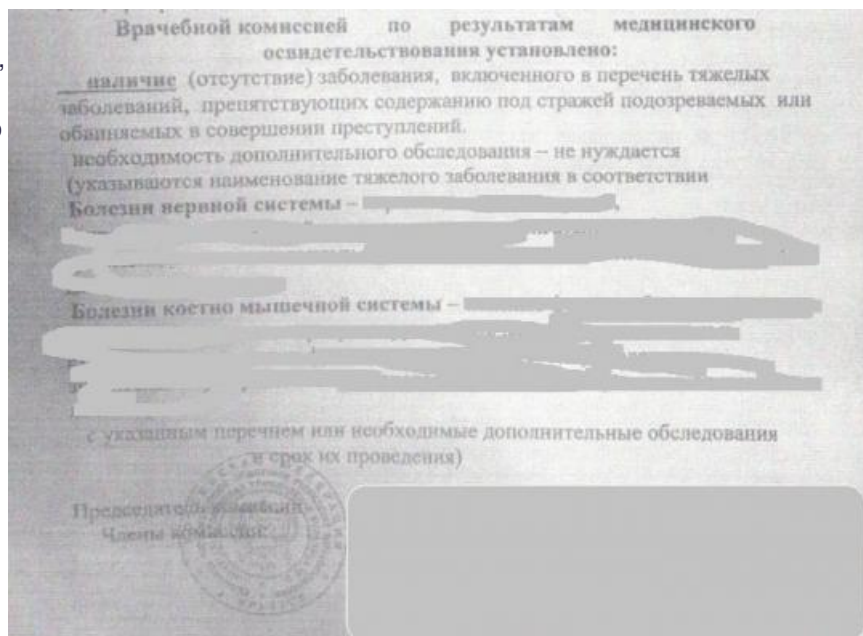 Врачебной комиссией по результатам медицинского
освидетельствования установлено:
наличие (отсутствие) заболевания, включенного в перечень тяжелых
заболеваний, препятствующих содержанию под стражей подозреваемых или
обвиняемых в совершении преступлений.
необходимость дополнительного обследования – не нуждается
(указываются наименование тяжелого заболевания в соответствии
Болезни нервной системы –
Болезни костно мышечной системы –
с указанным перечнем или необходимые дополнительные обследования
и срок их проведения)
Председатель комиссии
Члены комиссии: